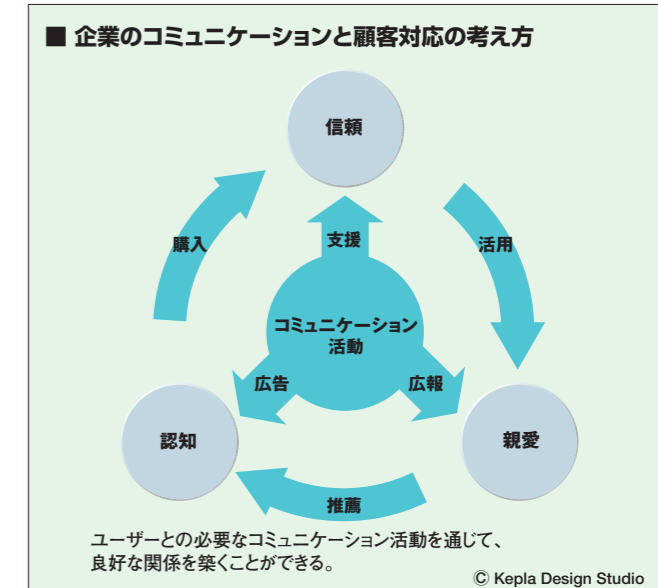 ■ 企業のコミュニケーションと顧客対応の考え方
信頼
購入
支援
活用
コミュニケーション
活動
広告
広報
認知
親愛
推薦
ユーザーとの必要なコミュニケーション活動を通じて、
良好な関係を築くことができる。
© Kepla Design Studio